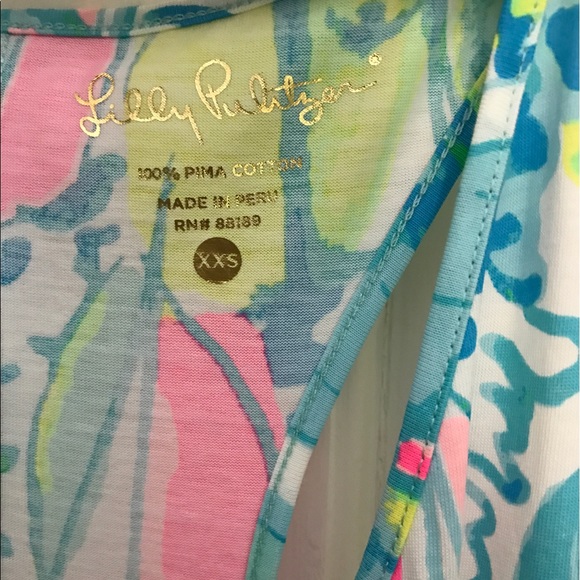 Lilly Pulitzer®
100% PIMA COTTON
MADE IN PERU
RN# 88189
XXS